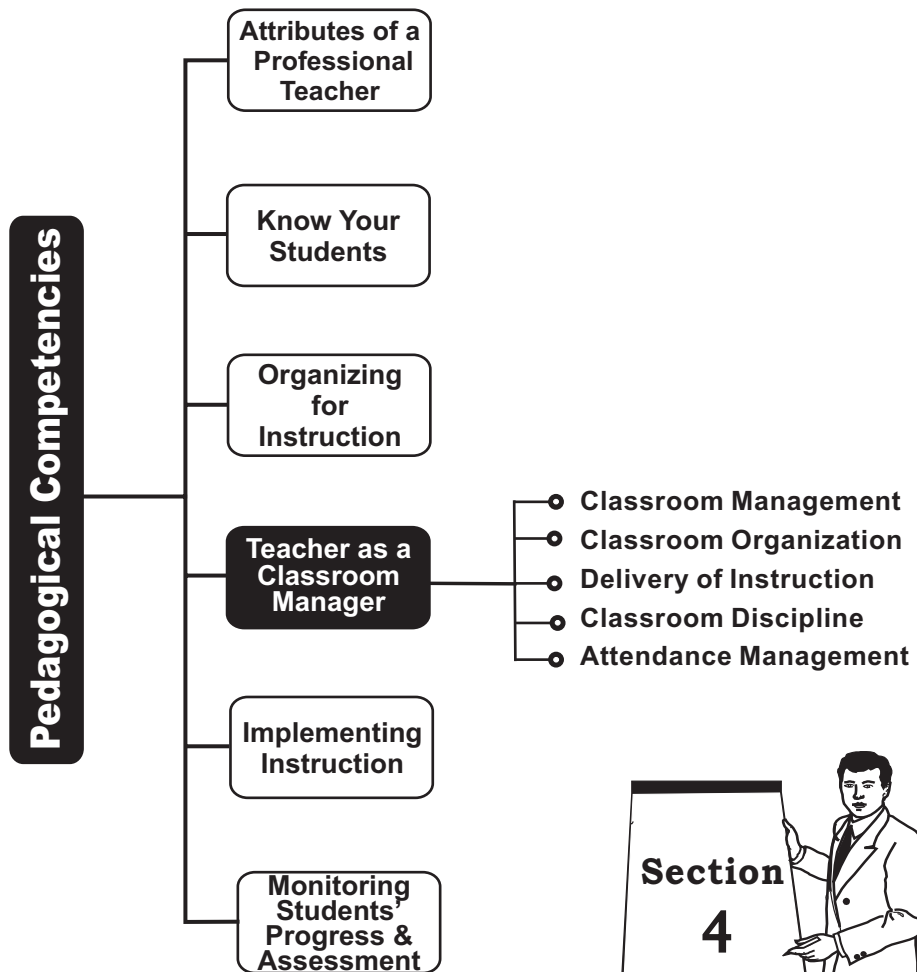 Pedagogical Competencies
Attributes of a
Professional
Teacher
Know Your
Students
Organizing
for
Instruction
Teacher as a
Classroom
Manager
Classroom Management
Classroom Organization
Delivery of Instruction
Classroom Discipline
Attendance Management
Implementing
Instruction
Monitoring
Students'
Progress &
Assessment
Section
4